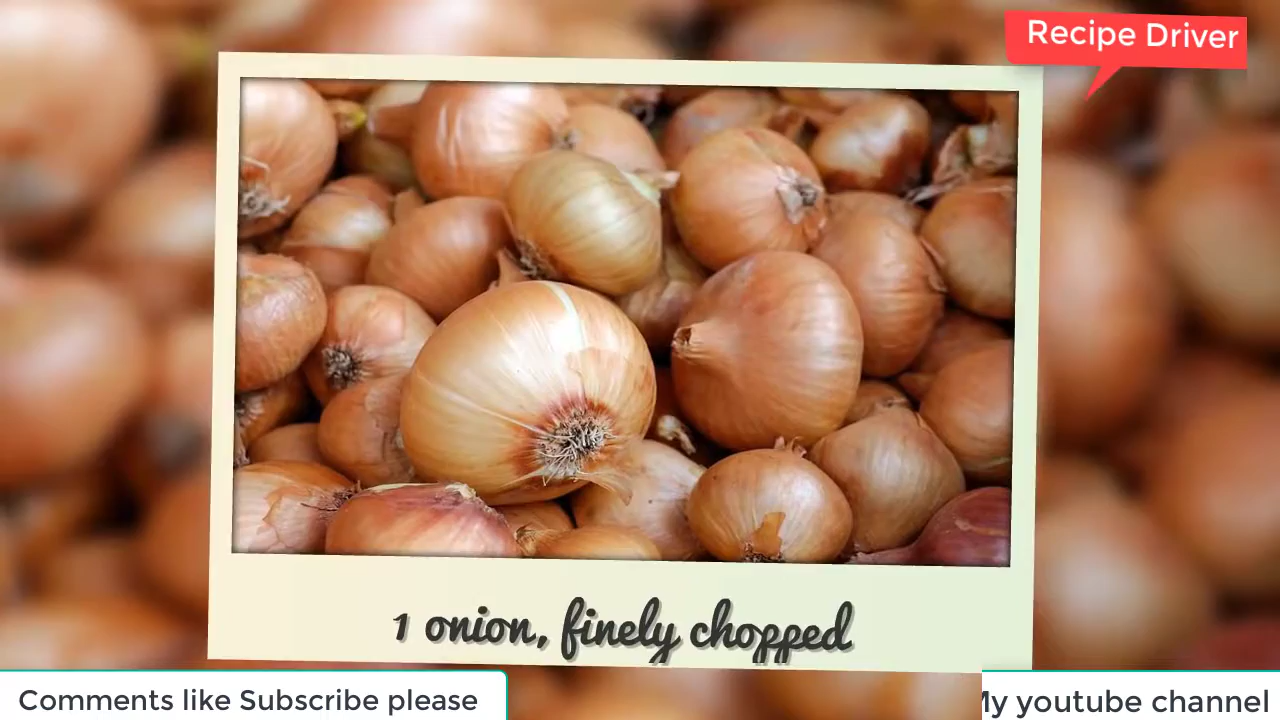 Recipe Driver
1 onion, finely chopped
Comments like Subscribe please
My youtube channel